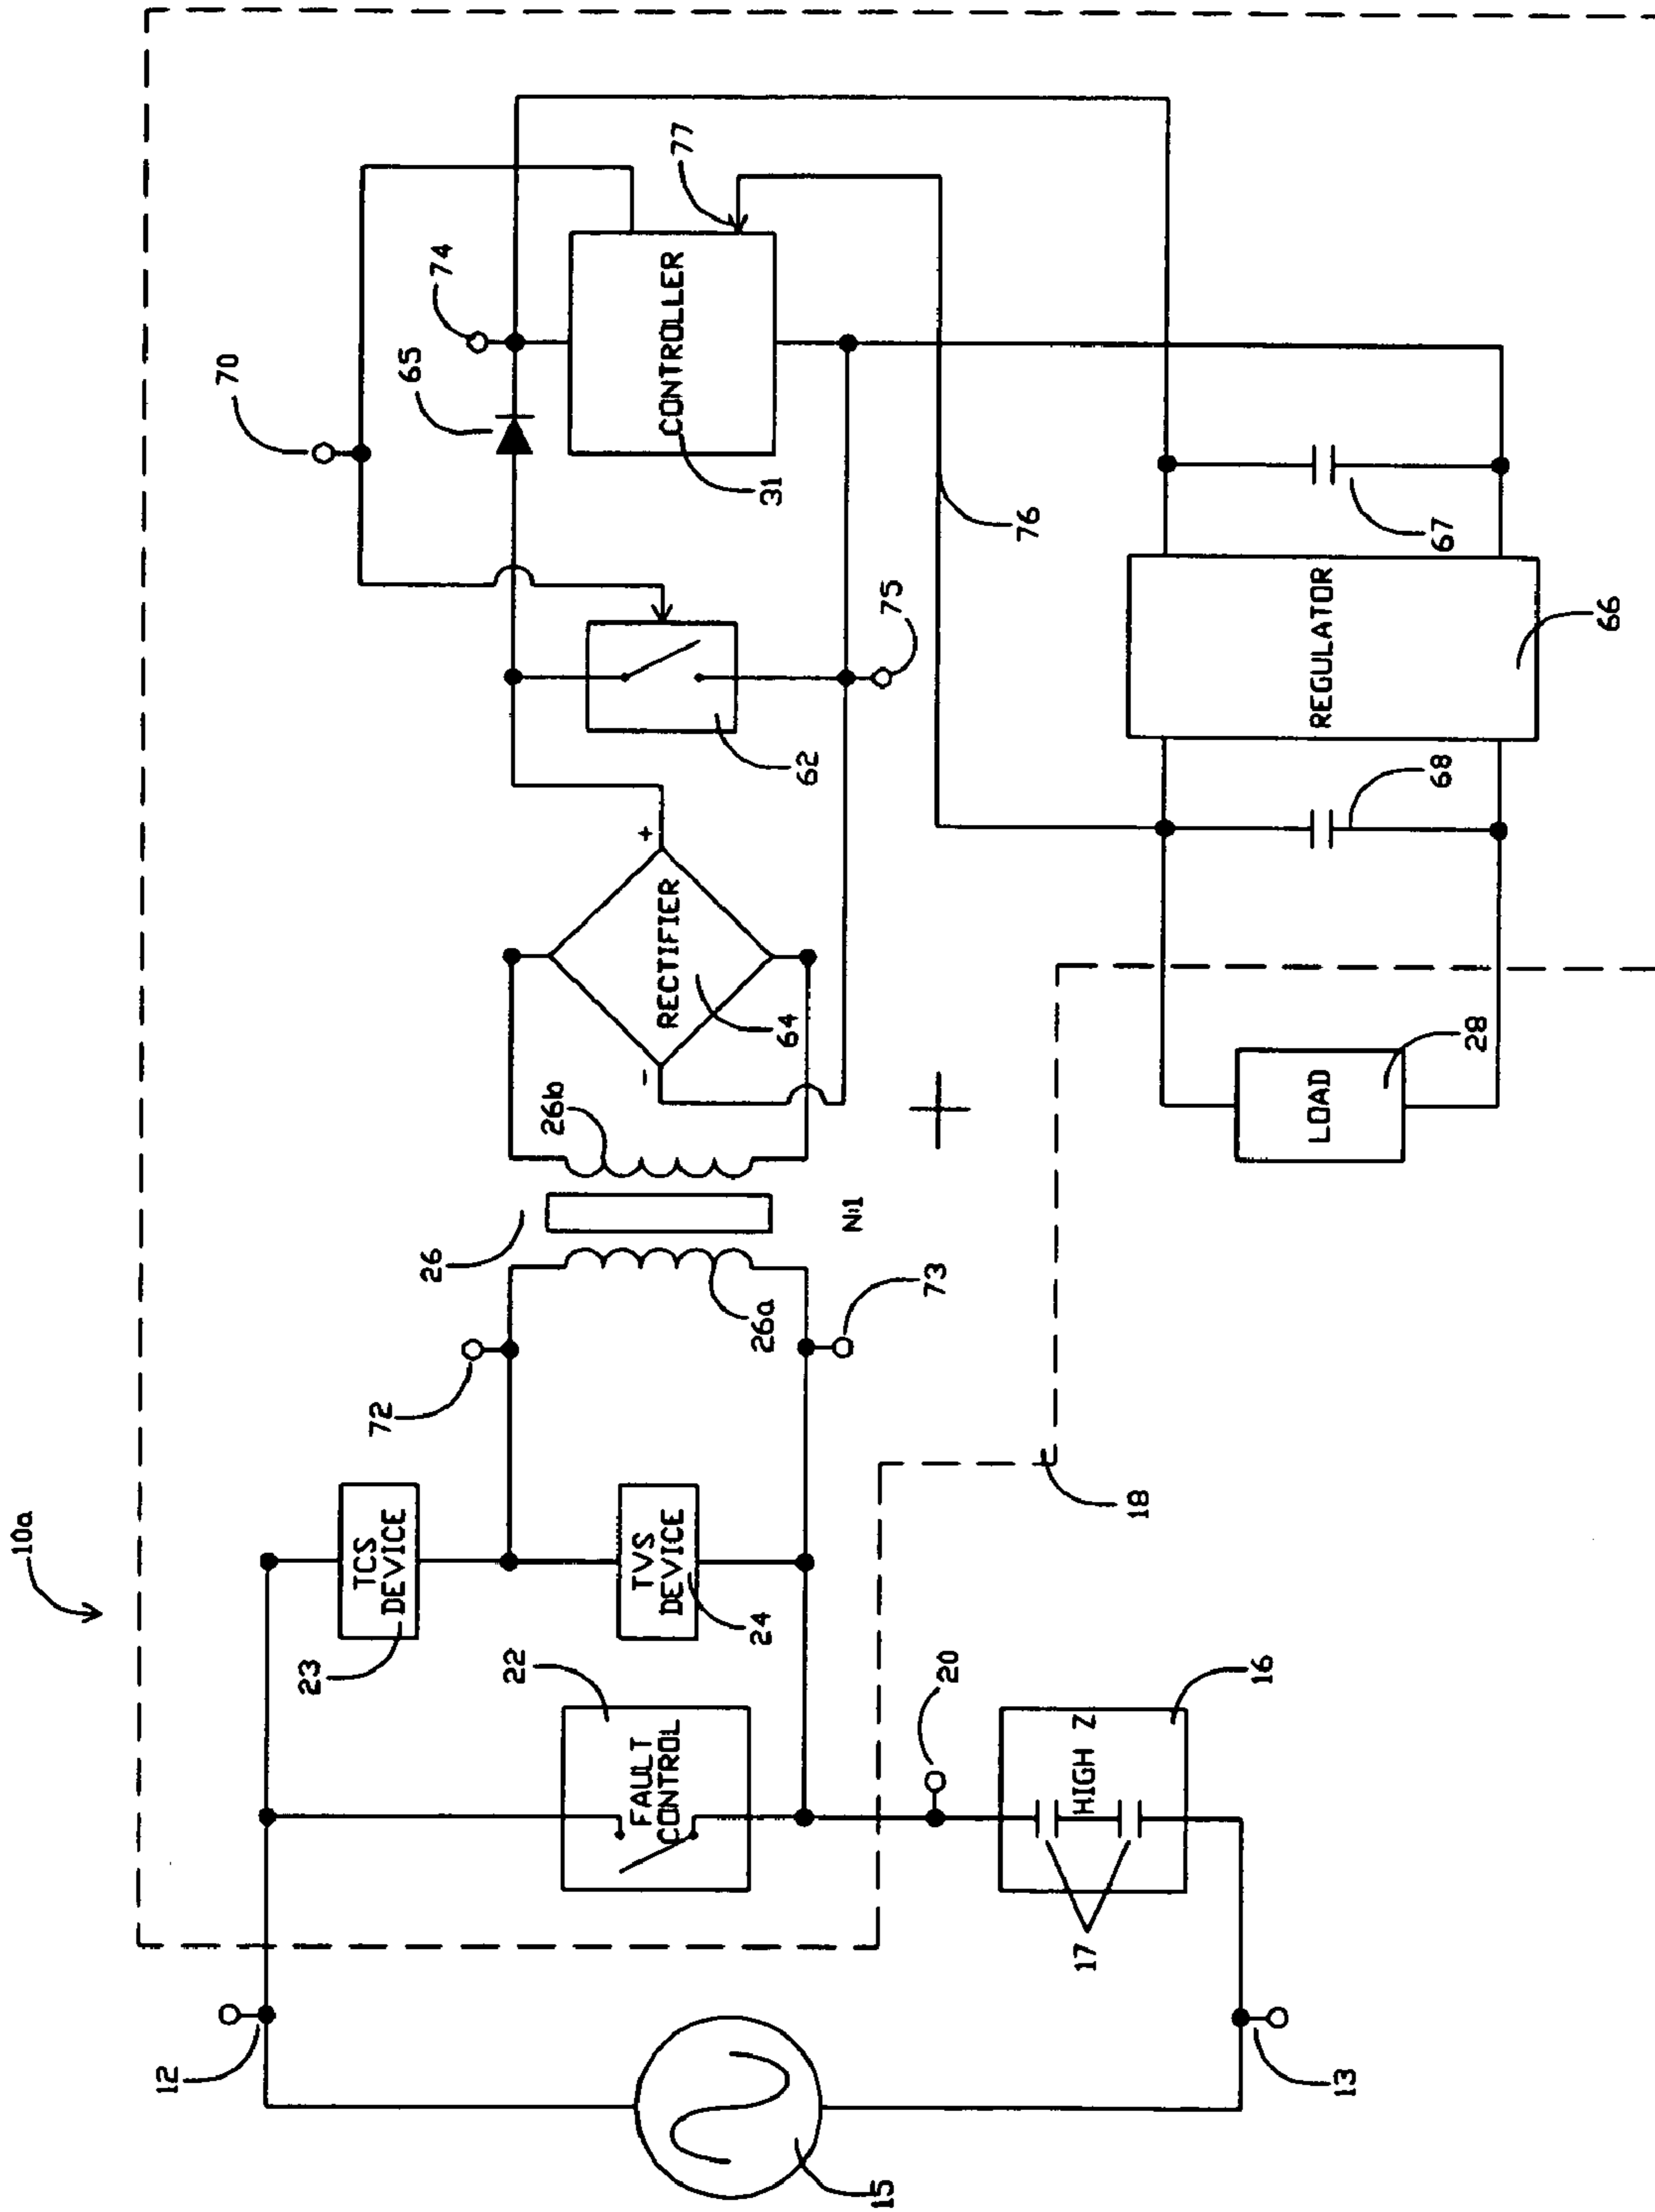 10a
12
15
13
FAULT
CONTROL
22
TCS
DEVICE
23
TVS
DEVICE
24
20
HIGH Z
16
17
18
72
73
26
26a
26b
N:1
RECTIFIER
64
+
-
62
70
65
74
75
CONTROLLER
31
77
76
REGULATOR
66
67
68
LOAD
28